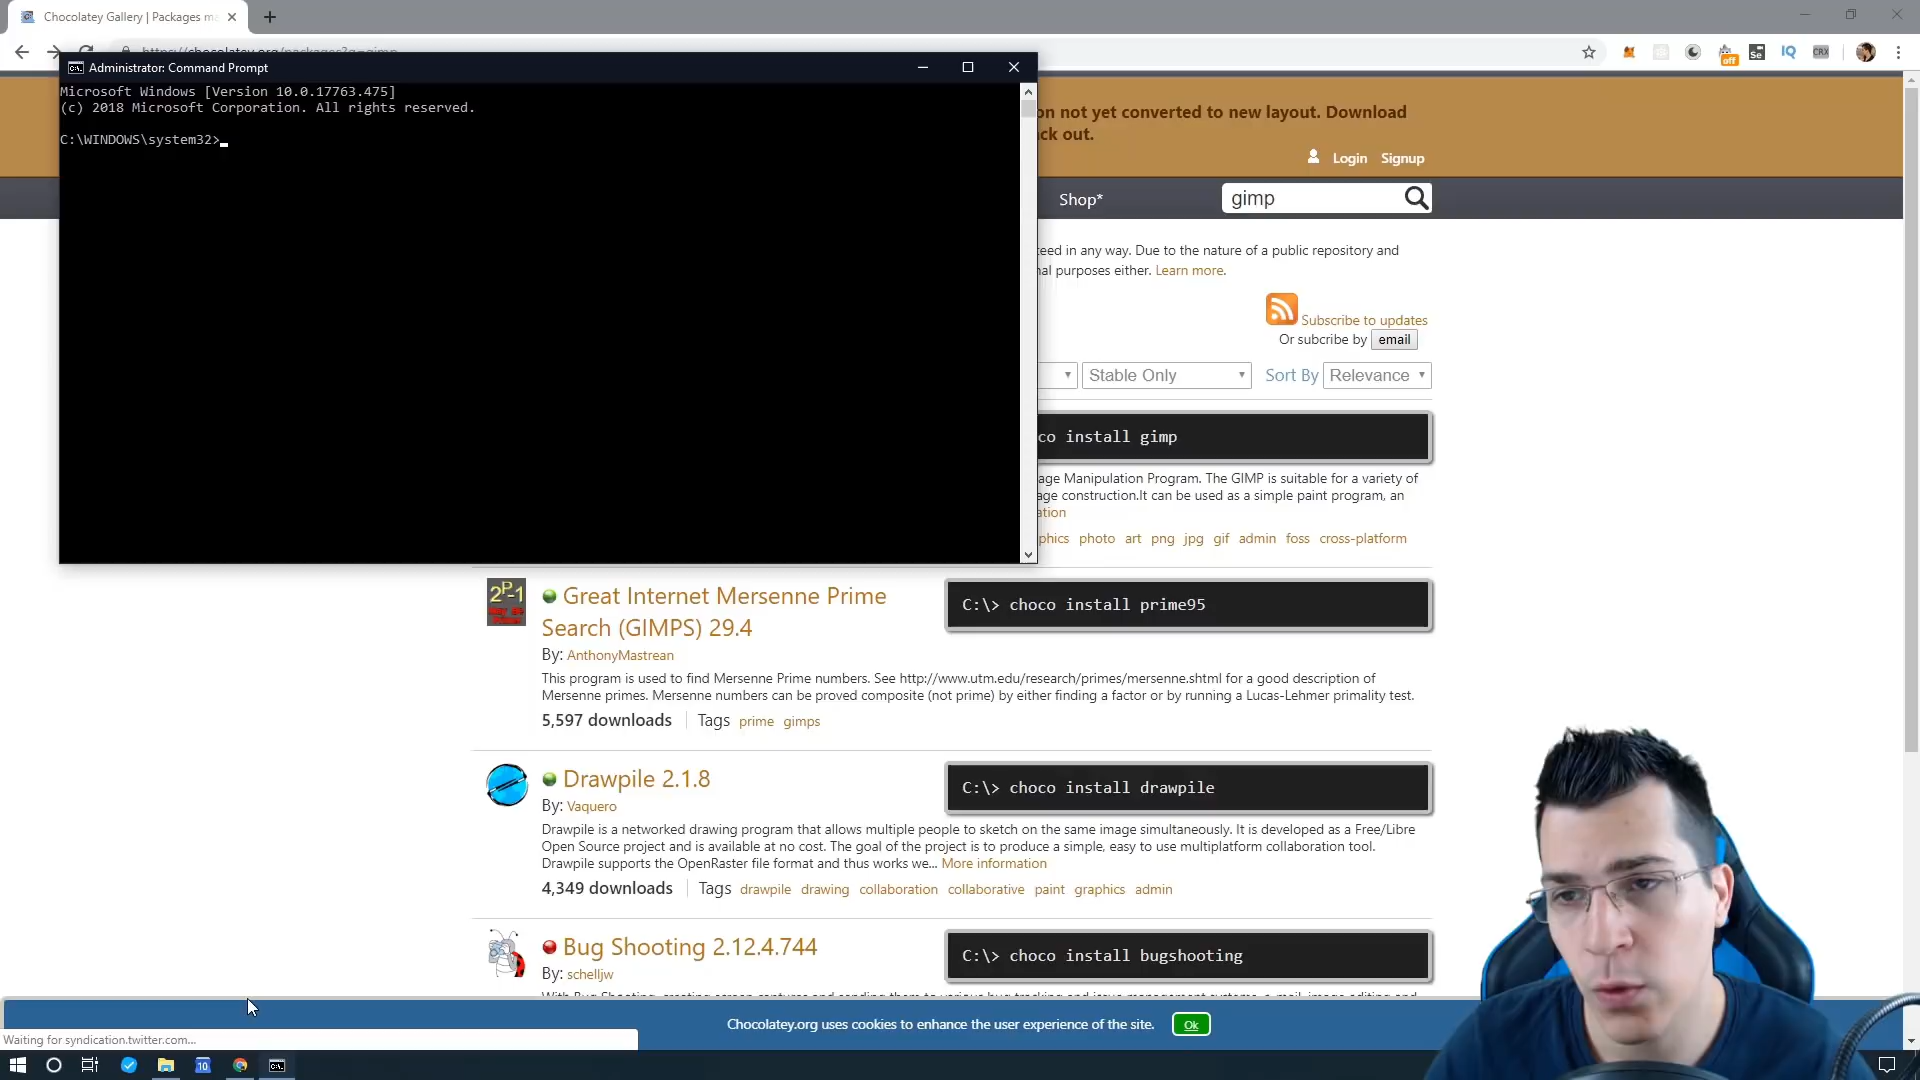 Chocolatey Gallery | Packages ma
https://chocolatey.org/packages?q=gimp
Se
off
IQ
CRX
Administrator: Command Prompt
Microsoft Windows [Version 10.0.17763.475]
(c) 2018 Microsoft Corporation. All rights reserved.
C:\WINDOWS\system32>
on not yet converted to new layout. Download
ck out.
Login Signup
Shop*
gimp
eed in any way. Due to the nature of a public repository and
nal purposes either. Learn more.
Subscribe to updates
Or subcribe by email
Stable Only
Sort By Relevance
co install gimp
age Manipulation Program. The GIMP is suitable for a variety of
age construction.It can be used as a simple paint program, an
ation
phics photo art png jpg gif admin foss cross-platform
2P-1
Great Internet Mersenne Prime
Search (GIMPS) 29.4
C:\> choco install prime95
By: AnthonyMastrean
This program is used to find Mersenne Prime numbers. See http://www.utm.edu/research/primes/mersenne.shtml for a good description of
Mersenne primes. Mersenne numbers can be proved composite (not prime) by either finding a factor or by running a Lucas-Lehmer primality test.
5,597 downloads Tags prime gimps
Drawpile 2.1.8
C:\> choco install drawpile
By: Vaquero
Drawpile is a networked drawing program that allows multiple people to sketch on the same image simultaneously. It is developed as a Free/Libre
Open Source project and is available at no cost. The goal of the project is to produce a simple, easy to use multiplatform collaboration tool.
Drawpile supports the OpenRaster file format and thus works we... More information
4,349 downloads Tags drawpile drawing collaboration collaborative paint graphics admin
Bug Shooting 2.12.4.744
C:\> choco install bugshooting
By: schelljw
Chocolatey.org uses cookies to enhance the user experience of the site. Ok
Waiting for syndication.twitter.com...
10